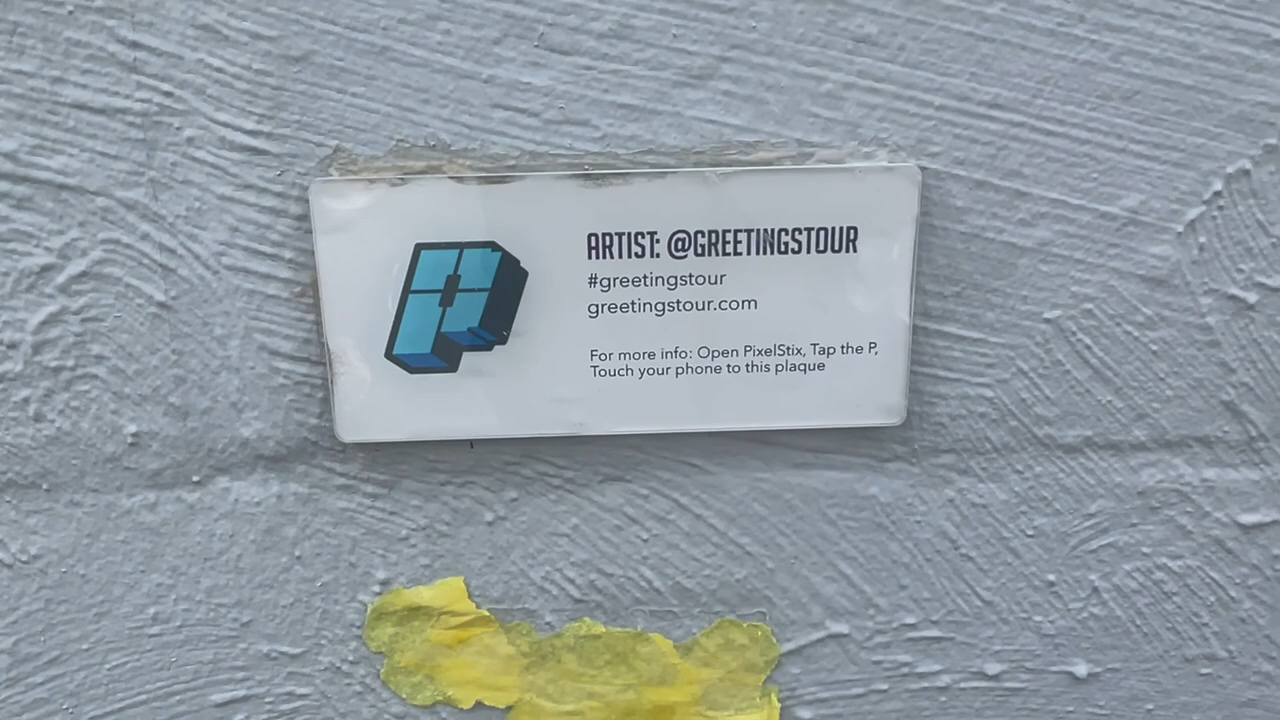 ARTIST: @GREETINGSTOUR
#greetingstour
greetingstour.com
For more info: Open PixelStix, Tap the P,
Touch your phone to this plaque